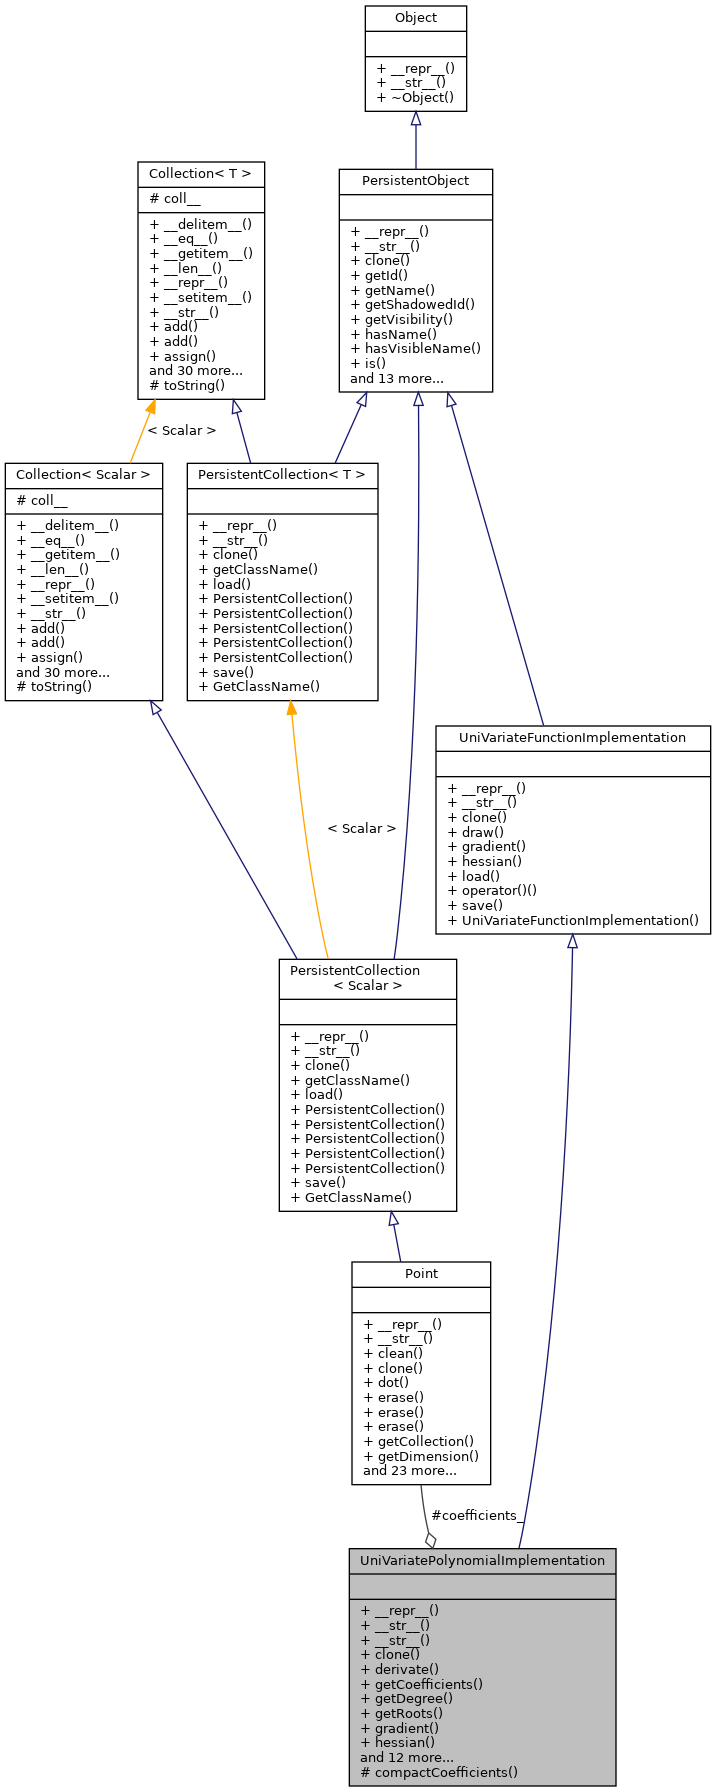 Object
+ __repr__()
+ __str__()
+ ~Object()
Collection< T >
# coll__
+ __delitem__()
+ __eq__()
+ __getitem__()
+ __len__()
+ __repr__()
+ __setitem__()
+ __str__()
+ add()
+ add()
+ assign()
and 30 more...
# toString()
PersistentObject
+ __repr__()
+ __str__()
+ clone()
+ getId()
+ getName()
+ getShadowedId()
+ getVisibility()
+ hasName()
+ hasVisibleName()
+ is()
and 13 more...
< Scalar >
Collection< Scalar >
# coll__
+ __delitem__()
+ __eq__()
+ __getitem__()
+ __len__()
+ __repr__()
+ __setitem__()
+ __str__()
+ add()
+ add()
+ assign()
and 30 more...
# toString()
PersistentCollection< T >
+ __repr__()
+ __str__()
+ clone()
+ getClassName()
+ load()
+ PersistentCollection()
+ PersistentCollection()
+ PersistentCollection()
+ PersistentCollection()
+ PersistentCollection()
+ save()
+ GetClassName()
UniVariateFunctionImplementation
+ __repr__()
+ __str__()
+ clone()
+ draw()
+ gradient()
+ hessian()
+ load()
+ operator()()
+ save()
+ UniVariateFunctionImplementation()
< Scalar >
PersistentCollection
< Scalar >
+ __repr__()
+ __str__()
+ clone()
+ getClassName()
+ load()
+ PersistentCollection()
+ PersistentCollection()
+ PersistentCollection()
+ PersistentCollection()
+ PersistentCollection()
+ save()
+ GetClassName()
Point
+ __repr__()
+ __str__()
+ clean()
+ clone()
+ dot()
+ erase()
+ erase()
+ erase()
+ getCollection()
+ getDimension()
and 23 more...
#coefficients_
UniVariatePolynomialImplementation
+ __repr__()
+ __str__()
+ __str__()
+ clone()
+ derivate()
+ getCoefficients()
+ getDegree()
+ getRoots()
+ gradient()
+ hessian()
and 12 more...
# compactCoefficients()